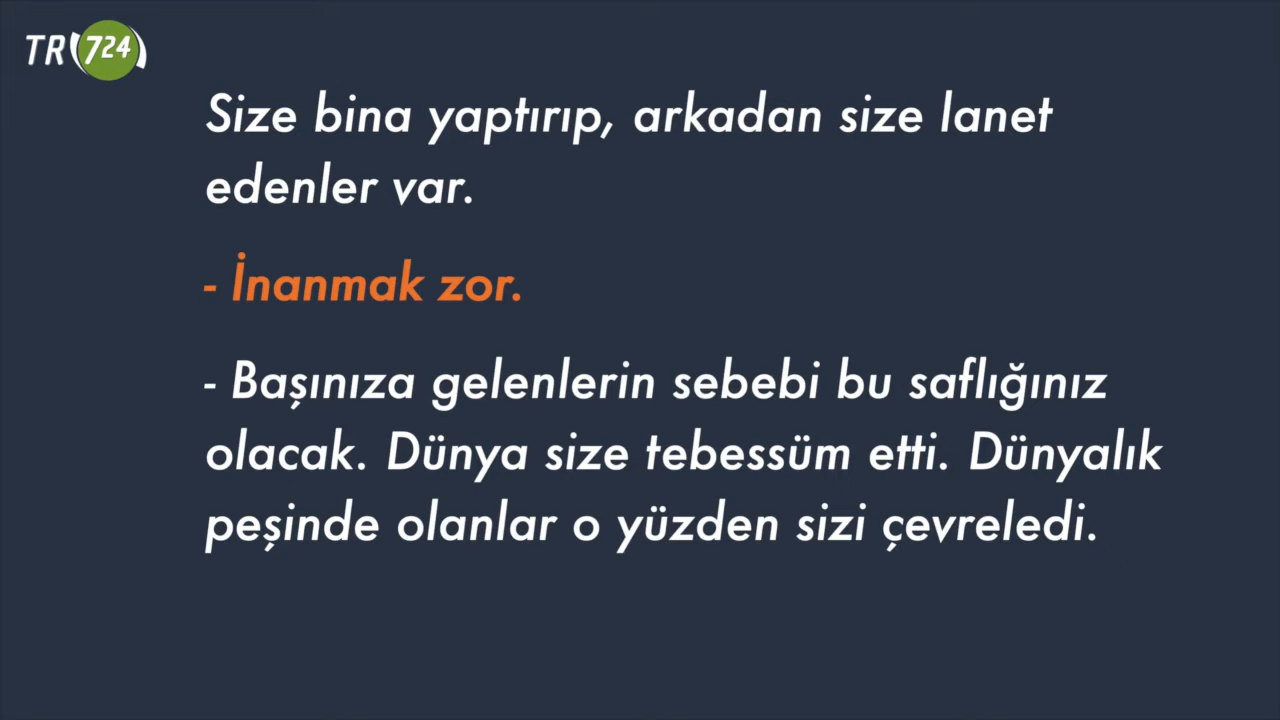 TR 724
Size bina yaptırıp, arkadan size lanet
edenler var.
- İnanmak zor.
- Başınıza gelenlerin sebebi bu saflığınız
olacak. Dünya size tebessüm etti. Dünyalık
peşinde olanlar o yüzden sizi çevreledi.